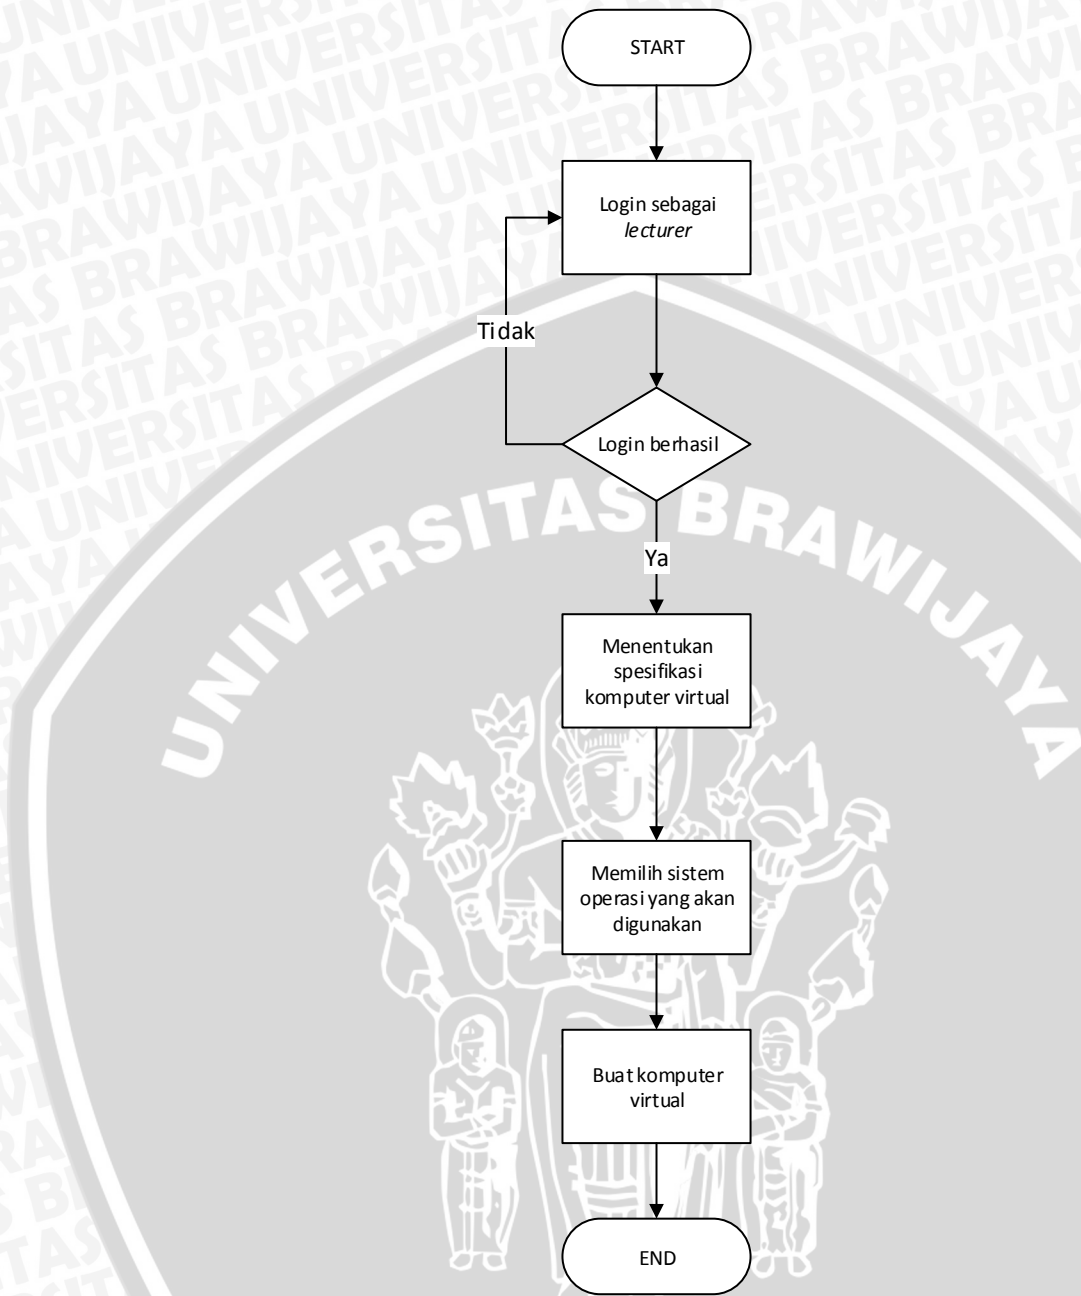 START
Login sebagai
lecturer
Tidak
Login berhasil
UNIVERSITAS BRAWIJAYA
Ya
Menentukan
spesifikasi
komputer virtual
Memilih sistem
operasi yang akan
digunakan
Buat komputer
virtual
END